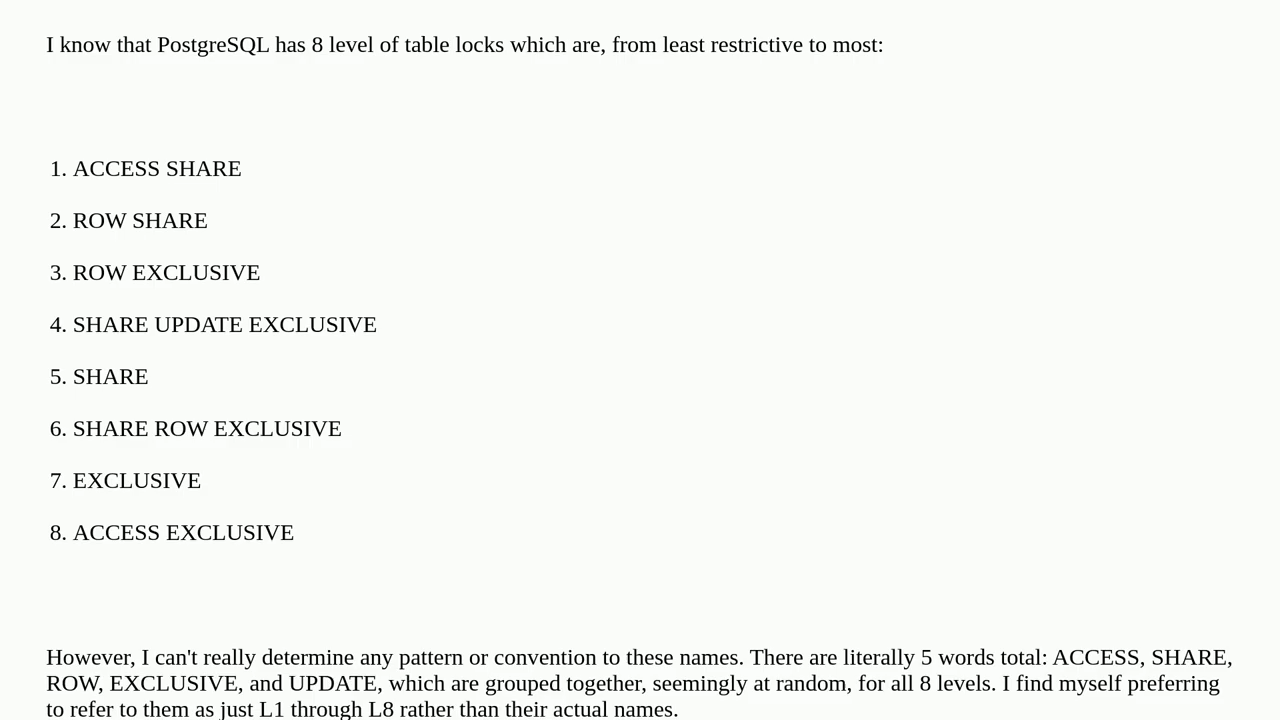 I know that PostgreSQL has 8 level of table locks which are, from least restrictive to most:
1. ACCESS SHARE
2. ROW SHARE
3. ROW EXCLUSIVE
4. SHARE UPDATE EXCLUSIVE
5. SHARE
6. SHARE ROW EXCLUSIVE
7. EXCLUSIVE
8. ACCESS EXCLUSIVE
However, I can't really determine any pattern or convention to these names. There are literally 5 words total: ACCESS, SHARE,
ROW, EXCLUSIVE, and UPDATE, which are grouped together, seemingly at random, for all 8 levels. I find myself preferring
to refer to them as just L1 through L8 rather than their actual names.